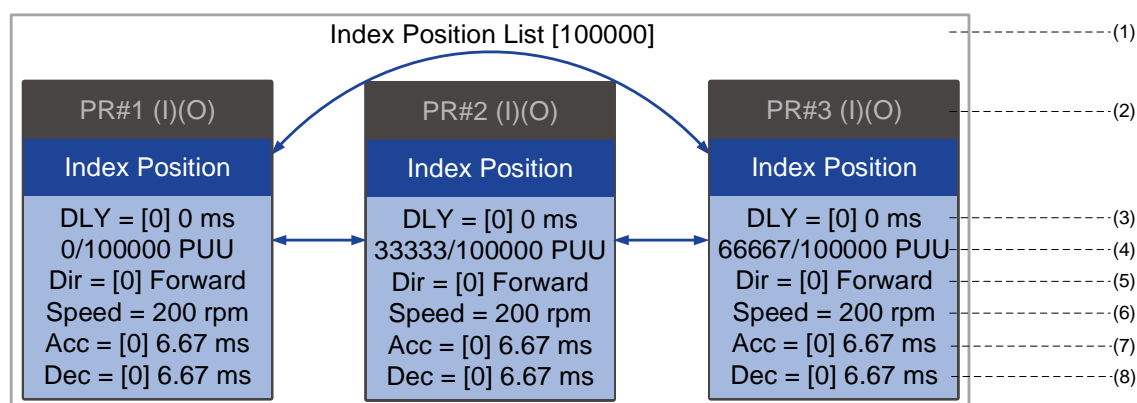 Index Position List [100000]
(1)
PR#1 (I)(O)
PR#2 (I)(O)
PR#3 (I)(O)
(2)
Index Position
Index Position
Index Position
DLY = [0] 0 ms
DLY = [0] 0 ms
DLY = [0] 0 ms
(3)
0/100000 PUU
33333/100000 PUU
66667/100000 PUU
(4)
Dir = [0] Forward
Dir = [0] Forward
Dir = [0] Forward
(5)
Speed = 200 rpm
Speed = 200 rpm
Speed = 200 rpm
(6)
Acc = [0] 6.67 ms
Acc = [0] 6.67 ms
Acc = [0] 6.67 ms
(7)
Dec = [0] 6.67 ms
Dec = [0] 6.67 ms
Dec = [0] 6.67 ms
(8)